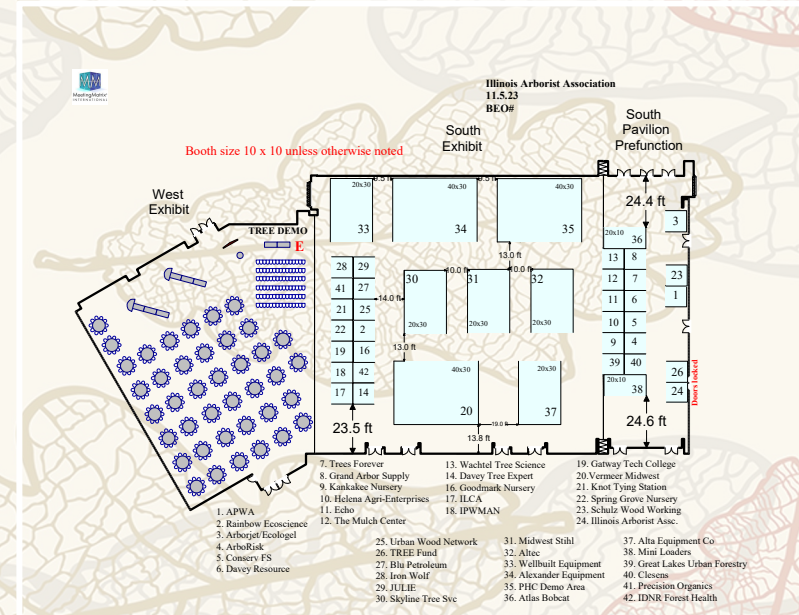 MeetingMatrix
INTERNATIONAL
Illinois Arborist Association
11.5.23
BEO#
South
Exhibit
South
Pavilion
Prefunction
Booth size 10 x 10 unless otherwise noted
West
Exhibit
TREE DEMO
E
20x30
33
9.5 ft
40x30
34
9.5 ft
40x30
35
24.4 ft
3
20x10
36
13.0 ft
28 29
41 27
21 25
22 2
19 16
18 42
17 14
14.0 ft
30
20x30
10.0 ft
31
20x30
10.0 ft
32
20x30
13 8
12 7
11 6
10 5
9 4
39 40
23
1
13.0 ft
40x30
20
20x30
37
19.0 ft
20x10
38
26
24
Doors locked
23.5 ft
13.8 ft
24.6 ft
1. APWA
2. Rainbow Ecoscience
3. Arborjet/Ecologel
4. ArboRisk
5. Conserv FS
6. Davey Resource
7. Trees Forever
8. Grand Arbor Supply
9. Kankakee Nursery
10. Helena Agri-Enterprises
11. Echo
12. The Mulch Center
13. Wachtel Tree Science
14. Davey Tree Expert
16. Goodmark Nursery
17. ILCA
18. IPWMAN
19. Gatway Tech College
20.Vermeer Midwest
21. Knot Tying Station
22. Spring Grove Nursery
23. Schulz Wood Working
24. Illinois Arborist Assc.
25. Urban Wood Network
26. TREE Fund
27. Blu Petroleum
28. Iron Wolf
29. JULIE
30. Skyline Tree Svc
31. Midwest Stihl
32. Altec
33. Wellbuilt Equipment
34. Alexander Equipment
35. PHC Demo Area
36. Atlas Bobcat
37. Alta Equipment Co
38. Mini Loaders
39. Great Lakes Urban Forestry
40. Clesens
41. Precision Organics
42. IDNR Forest Health